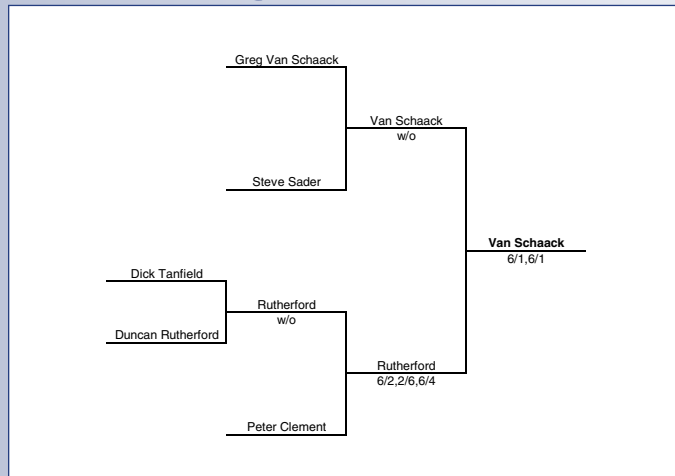 Greg Van Schaack
Van Schaack
w/o
Steve Sader
Van Schaack
6/1,6/1
Dick Tanfield
Rutherford
w/o
Duncan Rutherford
Rutherford
6/2,2/6,6/4
Peter Clement